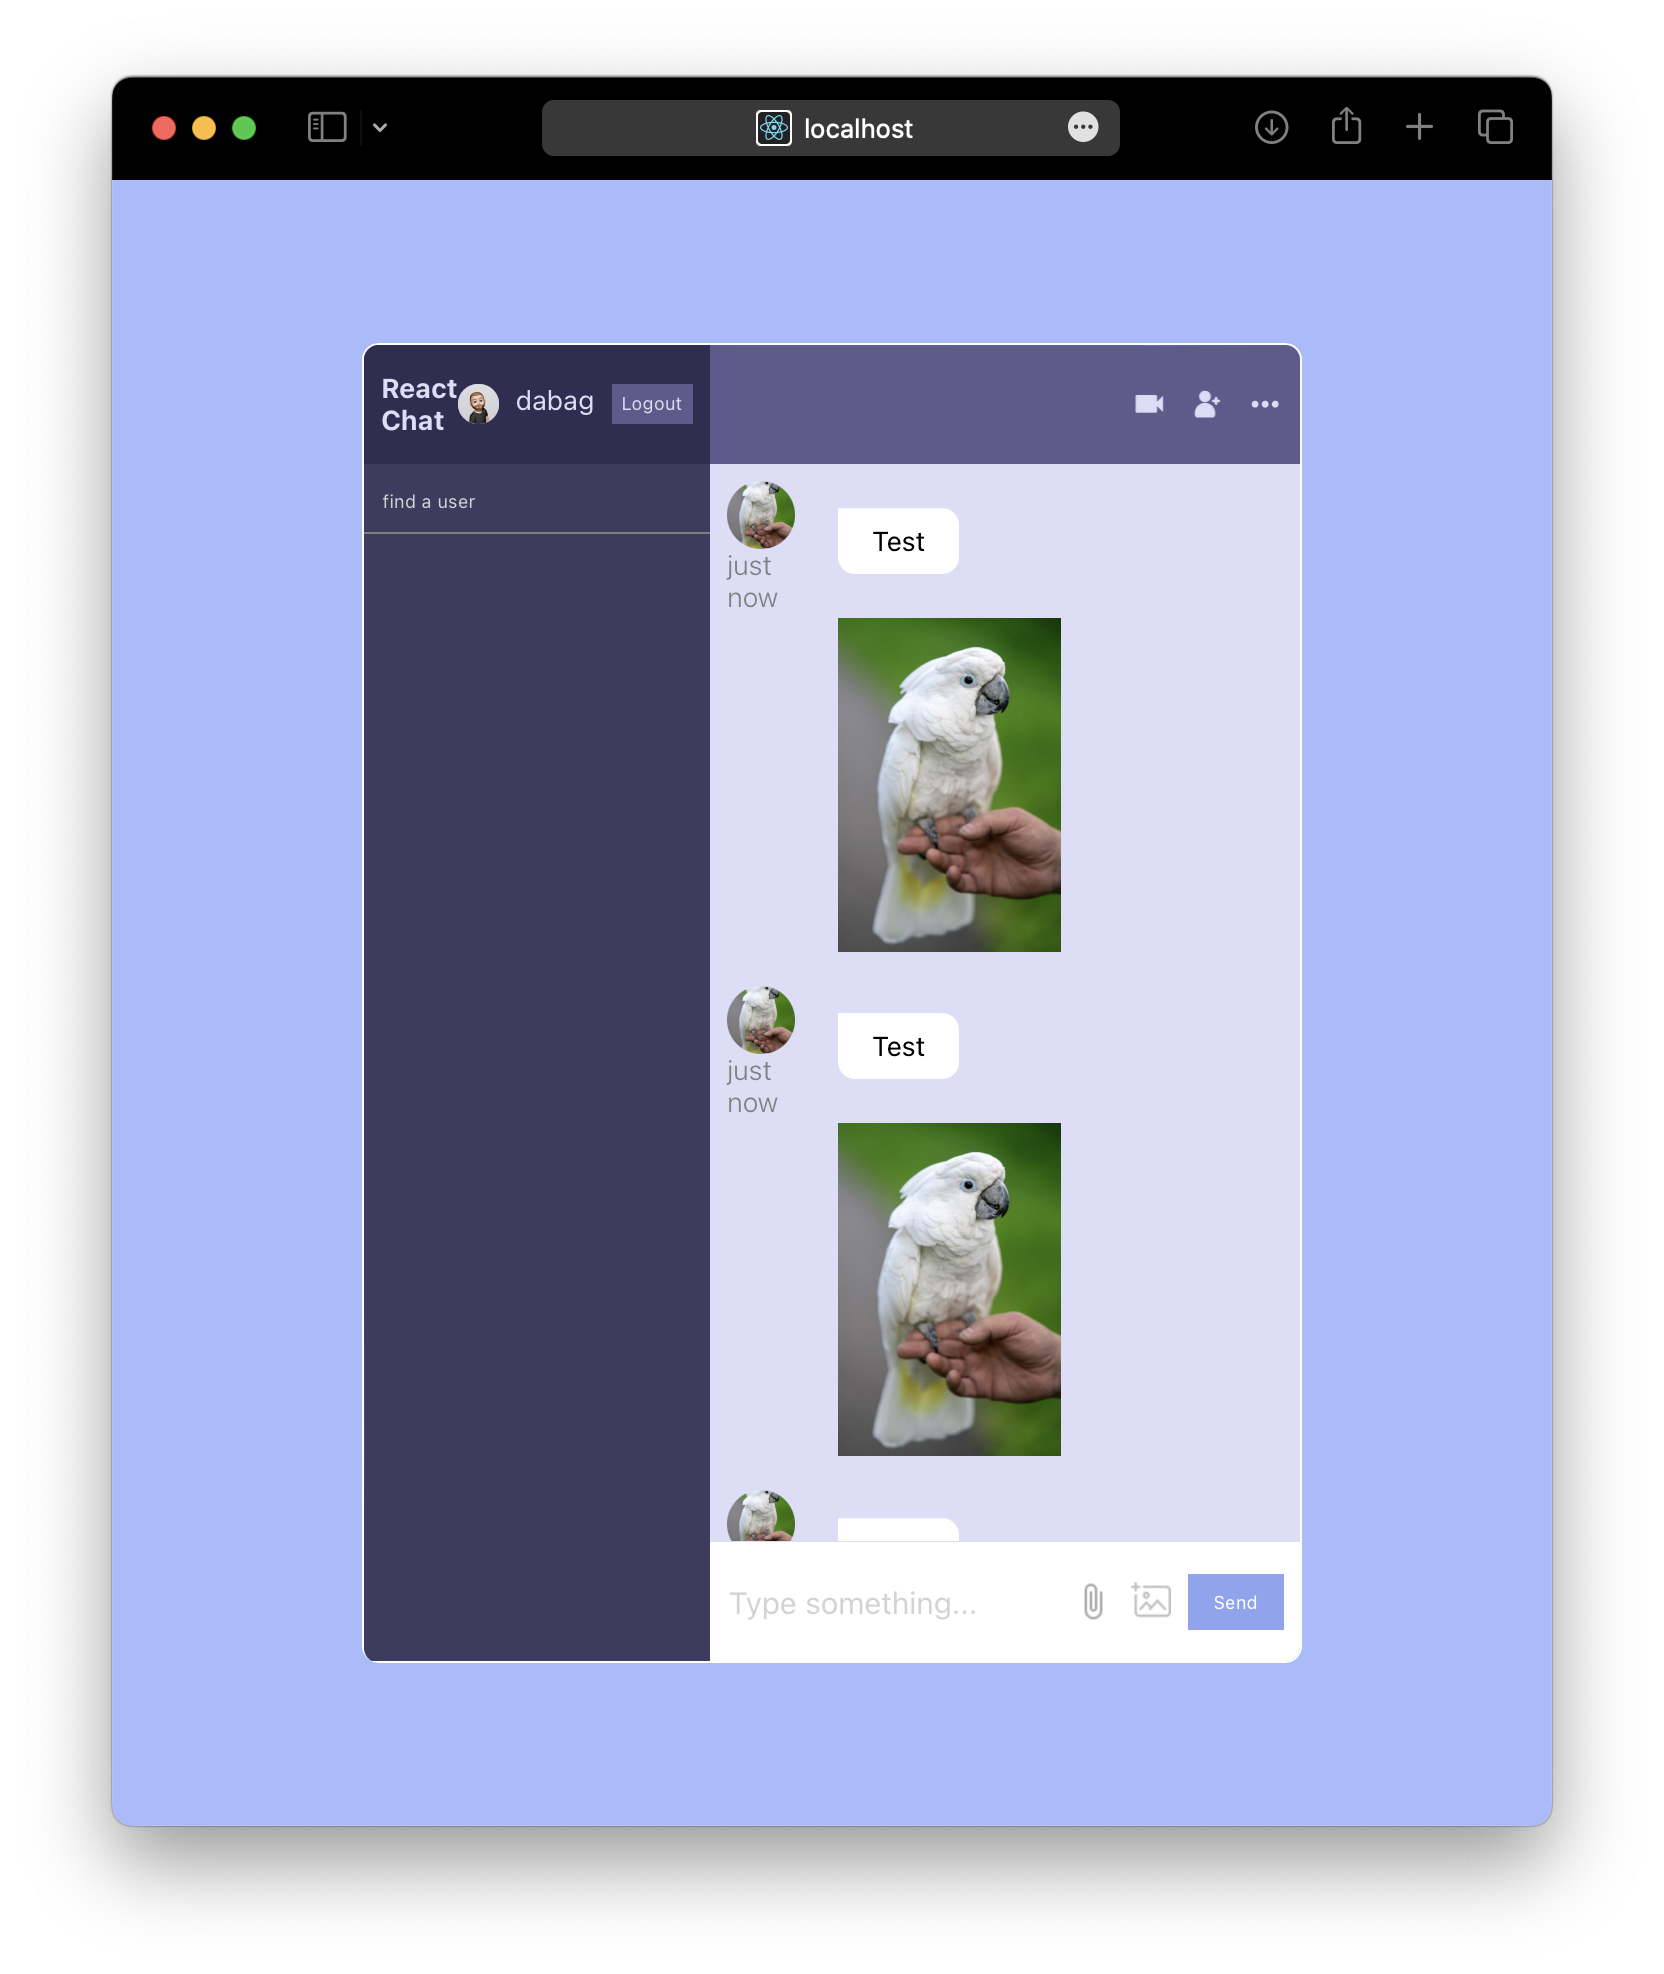 localhost
React
Chat
dabag
Logout
find a user
Test
just
now
Test
just
now
Type something...
Send